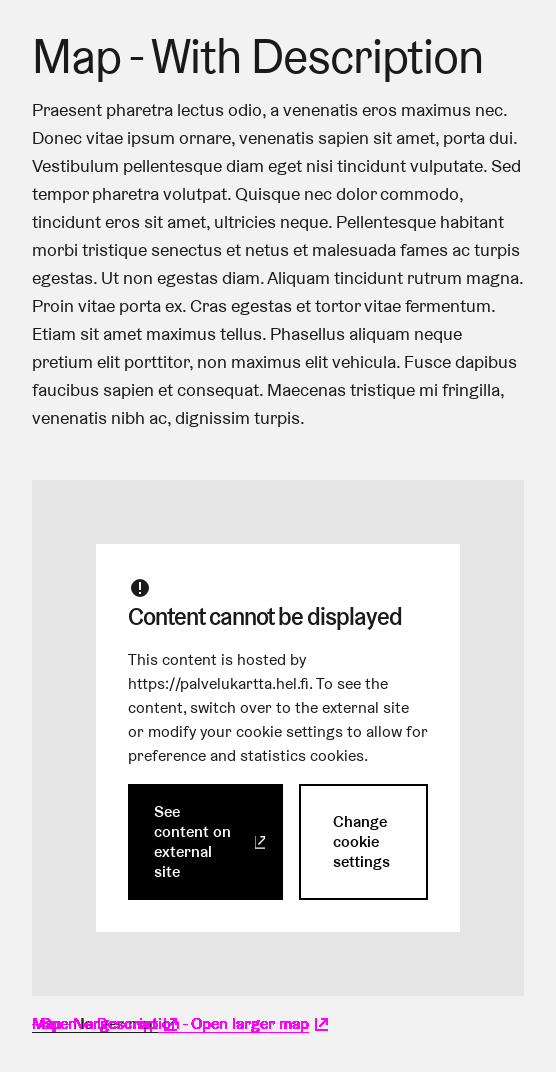 Map - With Description
Praesent pharetra lectus odio, a venenatis eros maximus nec.
Donec vitae ipsum ornare, venenatis sapien sit amet, porta dui.
Vestibulum pellentesque diam eget nisi tincidunt vulputate. Sed
tempor pharetra volutpat. Quisque nec dolor commodo,
tincidunt eros sit amet, ultricies neque. Pellentesque habitant
morbi tristique senectus et netus et malesuada fames ac turpis
egestas. Ut non egestas diam. Aliquam tincidunt rutrum magna.
Proin vitae porta ex. Cras egestas et tortor vitae fermentum.
Etiam sit amet maximus tellus. Phasellus aliquam neque
pretium elit porttitor, non maximus elit vehicula. Fusce dapibus
faucibus sapien et consequat. Maecenas tristique mi fringilla,
venenatis nibh ac, dignissim turpis.
Content cannot be displayed
This content is hosted by
https://palvelukartta.hel.fi. To see the
content, switch over to the external site
or modify your cookie settings to allow for
preference and statistics cookies.
See
content on
external
site
Change
cookie
settings
- Open larger map